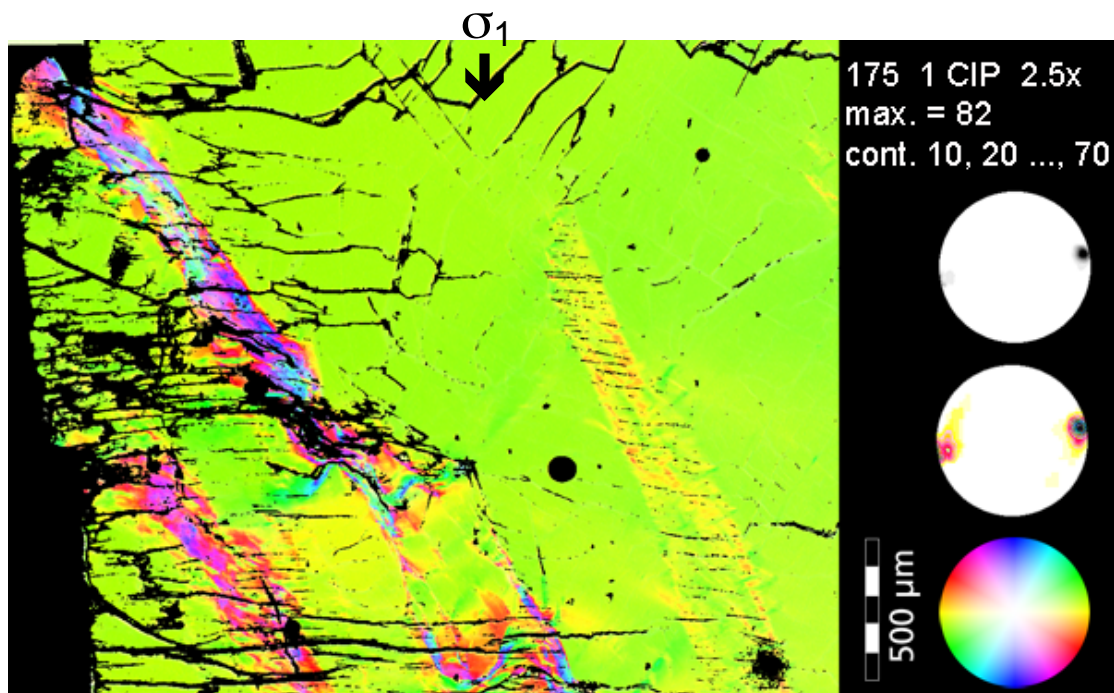 σ1
175 1 CIP 2.5x
max. = 82
cont. 10, 20 ..., 70
500 μm